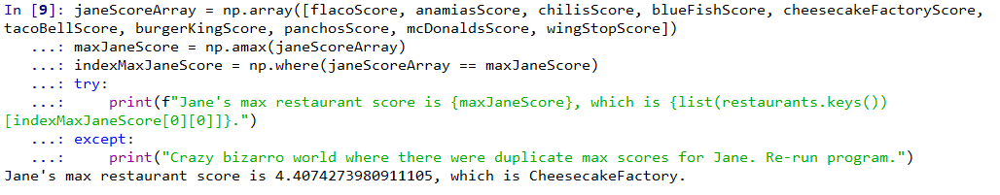 In [9]: janeScoreArray = np.array([flacoScore, anamiasScore, chilisScore, blueFishScore, cheesecakeFactoryScore,
tacoBellScore, burgerKingScore, panchosScore, mcDonaldsScore, wingStopScore])
   ...: maxJaneScore = np.amax(janeScoreArray)
   ...: indexMaxJaneScore = np.where(janeScoreArray == maxJaneScore)
   ...: try:
   ...:     print(f"Jane's max restaurant score is {maxJaneScore}, which is {list(restaurants.keys())
[indexMaxJaneScore[0][0]]}.")
   ...: except:
   ...:     print("Crazy bizarro world where there were duplicate max scores for Jane. Re-run program.")
Jane's max restaurant score is 4.4074273980911105, which is CheesecakeFactory.